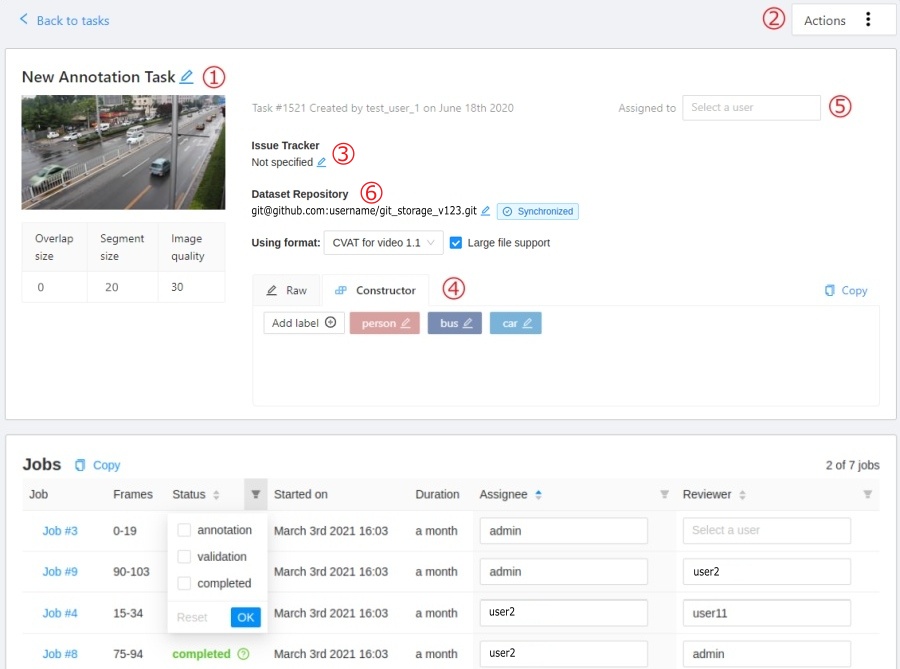 Back to tasks
② Actions
New Annotation Task ①
Task #1521 Created by test_user_1 on June 18th 2020
Assigned to Select a user ⑤
Issue Tracker
Not specified ③
Dataset Repository ⑥
git@github.com:username/git_storage_v123.git Synchronized
Using format: CVAT for video 1.1 Large file support
Overlap size Segment size Image quality
0 20 30
Raw Constructor ④ Copy
Add label person bus car
Jobs Copy 2 of 7 jobs
Job Frames Status Started on Duration Assignee Reviewer
Job #3 0-19 March 3rd 2021 16:03 a month admin Select a user
Job #9 90-103 March 3rd 2021 16:03 a month admin user2
Job #4 15-34 March 3rd 2021 16:03 a month user2 user11
Job #8 75-94 completed March 3rd 2021 16:03 a month user2 admin
annotation
validation
completed
Reset OK